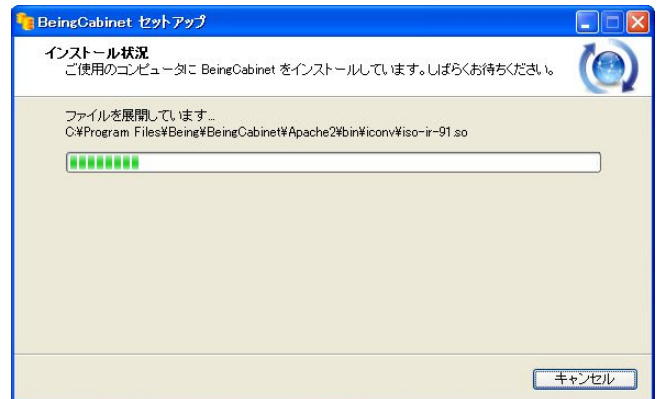 BeingCabinet セットアップ
インストール状況
ご使用のコンピュータに BeingCabinet をインストールしています。しばらくお待ちください。
ファイルを展開しています...
C:¥Program Files¥Being¥BeingCabinet¥Apache2¥bin¥iconv¥iso-ir-91.so
キャンセル